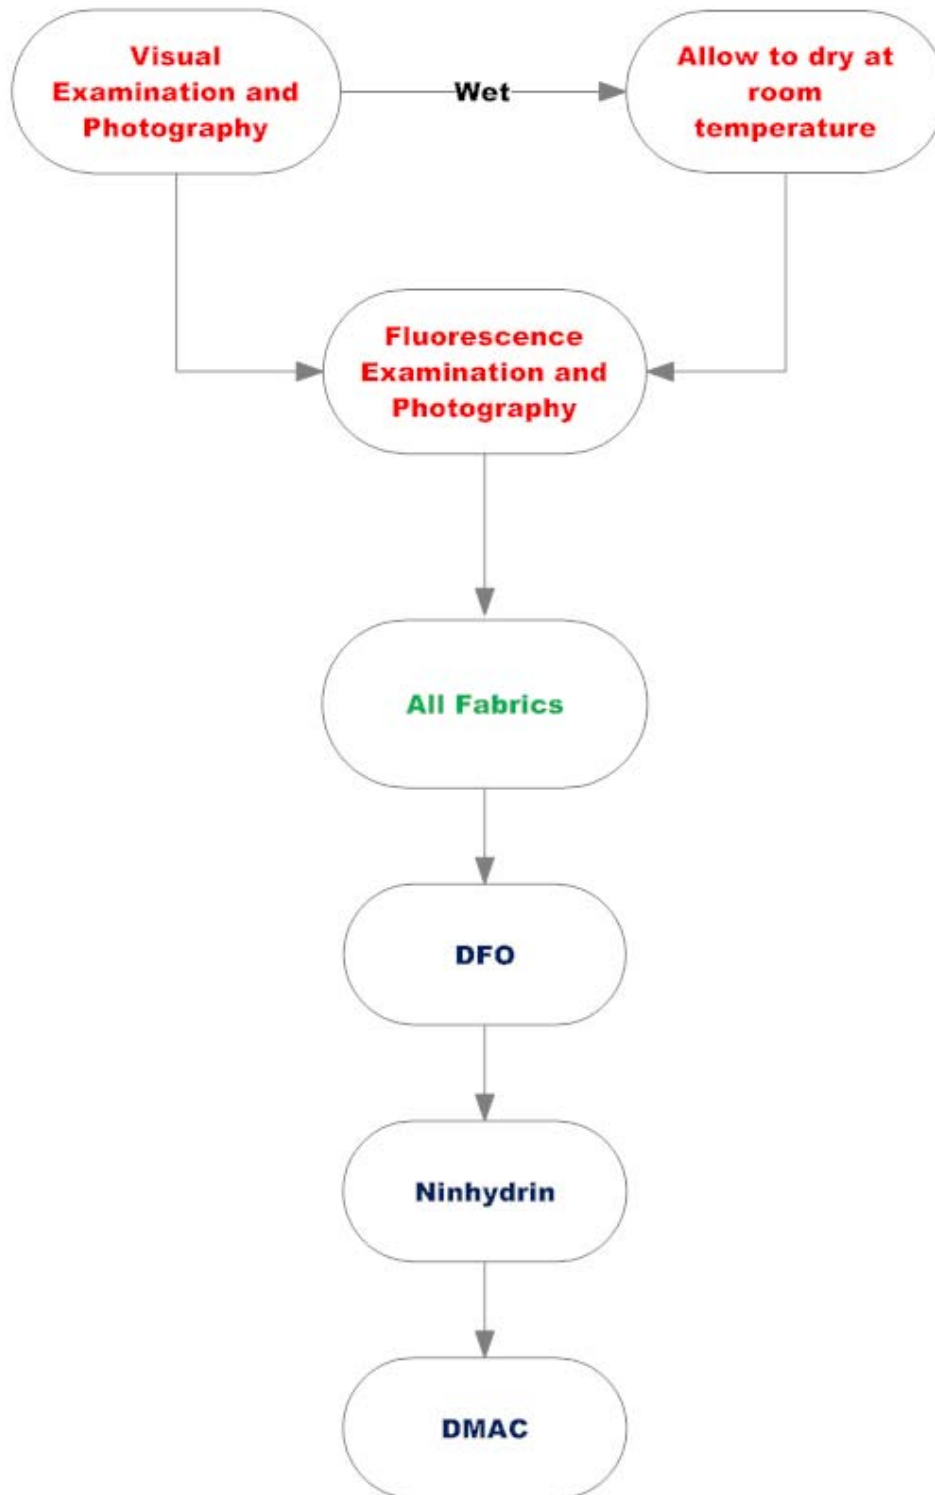 Visual
Examination and
Photography
Wet
Allow to dry at
room
temperature
Fluorescence
Examination and
Photography
All Fabrics
DFO
Ninhydrin
DMAC